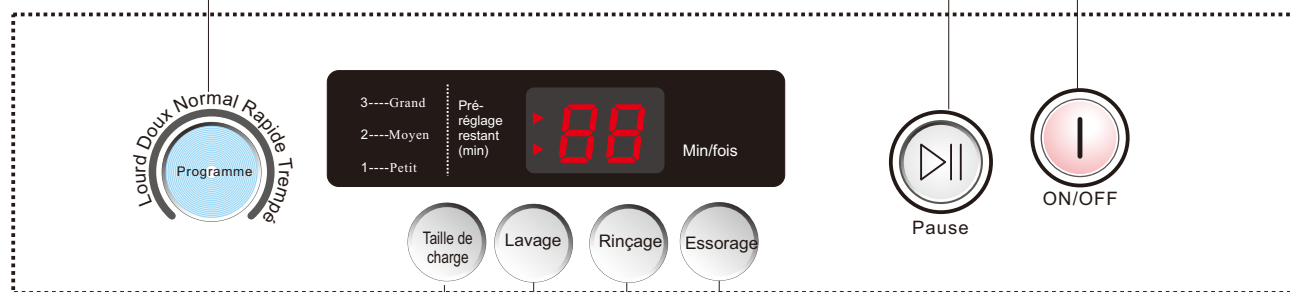 Lourd Doux Normal Rapide Trempé
Programme
3----Grand
2----Moyen
1----Petit
Pré-
réglage
restant
(min)
88
Min/fois
Pause
ON/OFF
Taille de
charge
Lavage
Rinçage
Essorage